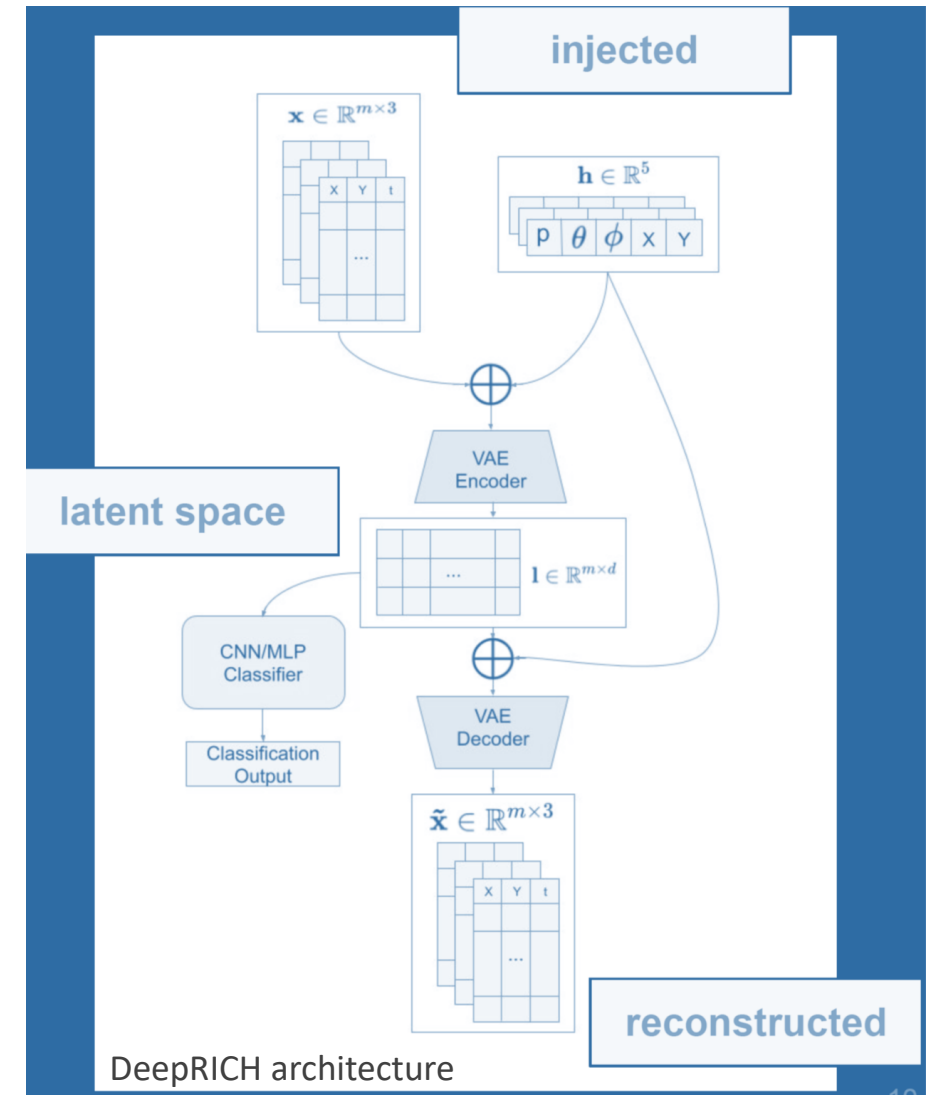 injected
x ∈ ℝ^{m×3}
X Y t
...
h ∈ ℝ^5
p θ ϕ X Y
VAE
Encoder
latent space
...
l ∈ ℝ^{m×d}
CNN/MLP
Classifier
Classification
Output
VAE
Decoder
x̃ ∈ ℝ^{m×3}
X Y t
...
reconstructed
DeepRICH architecture